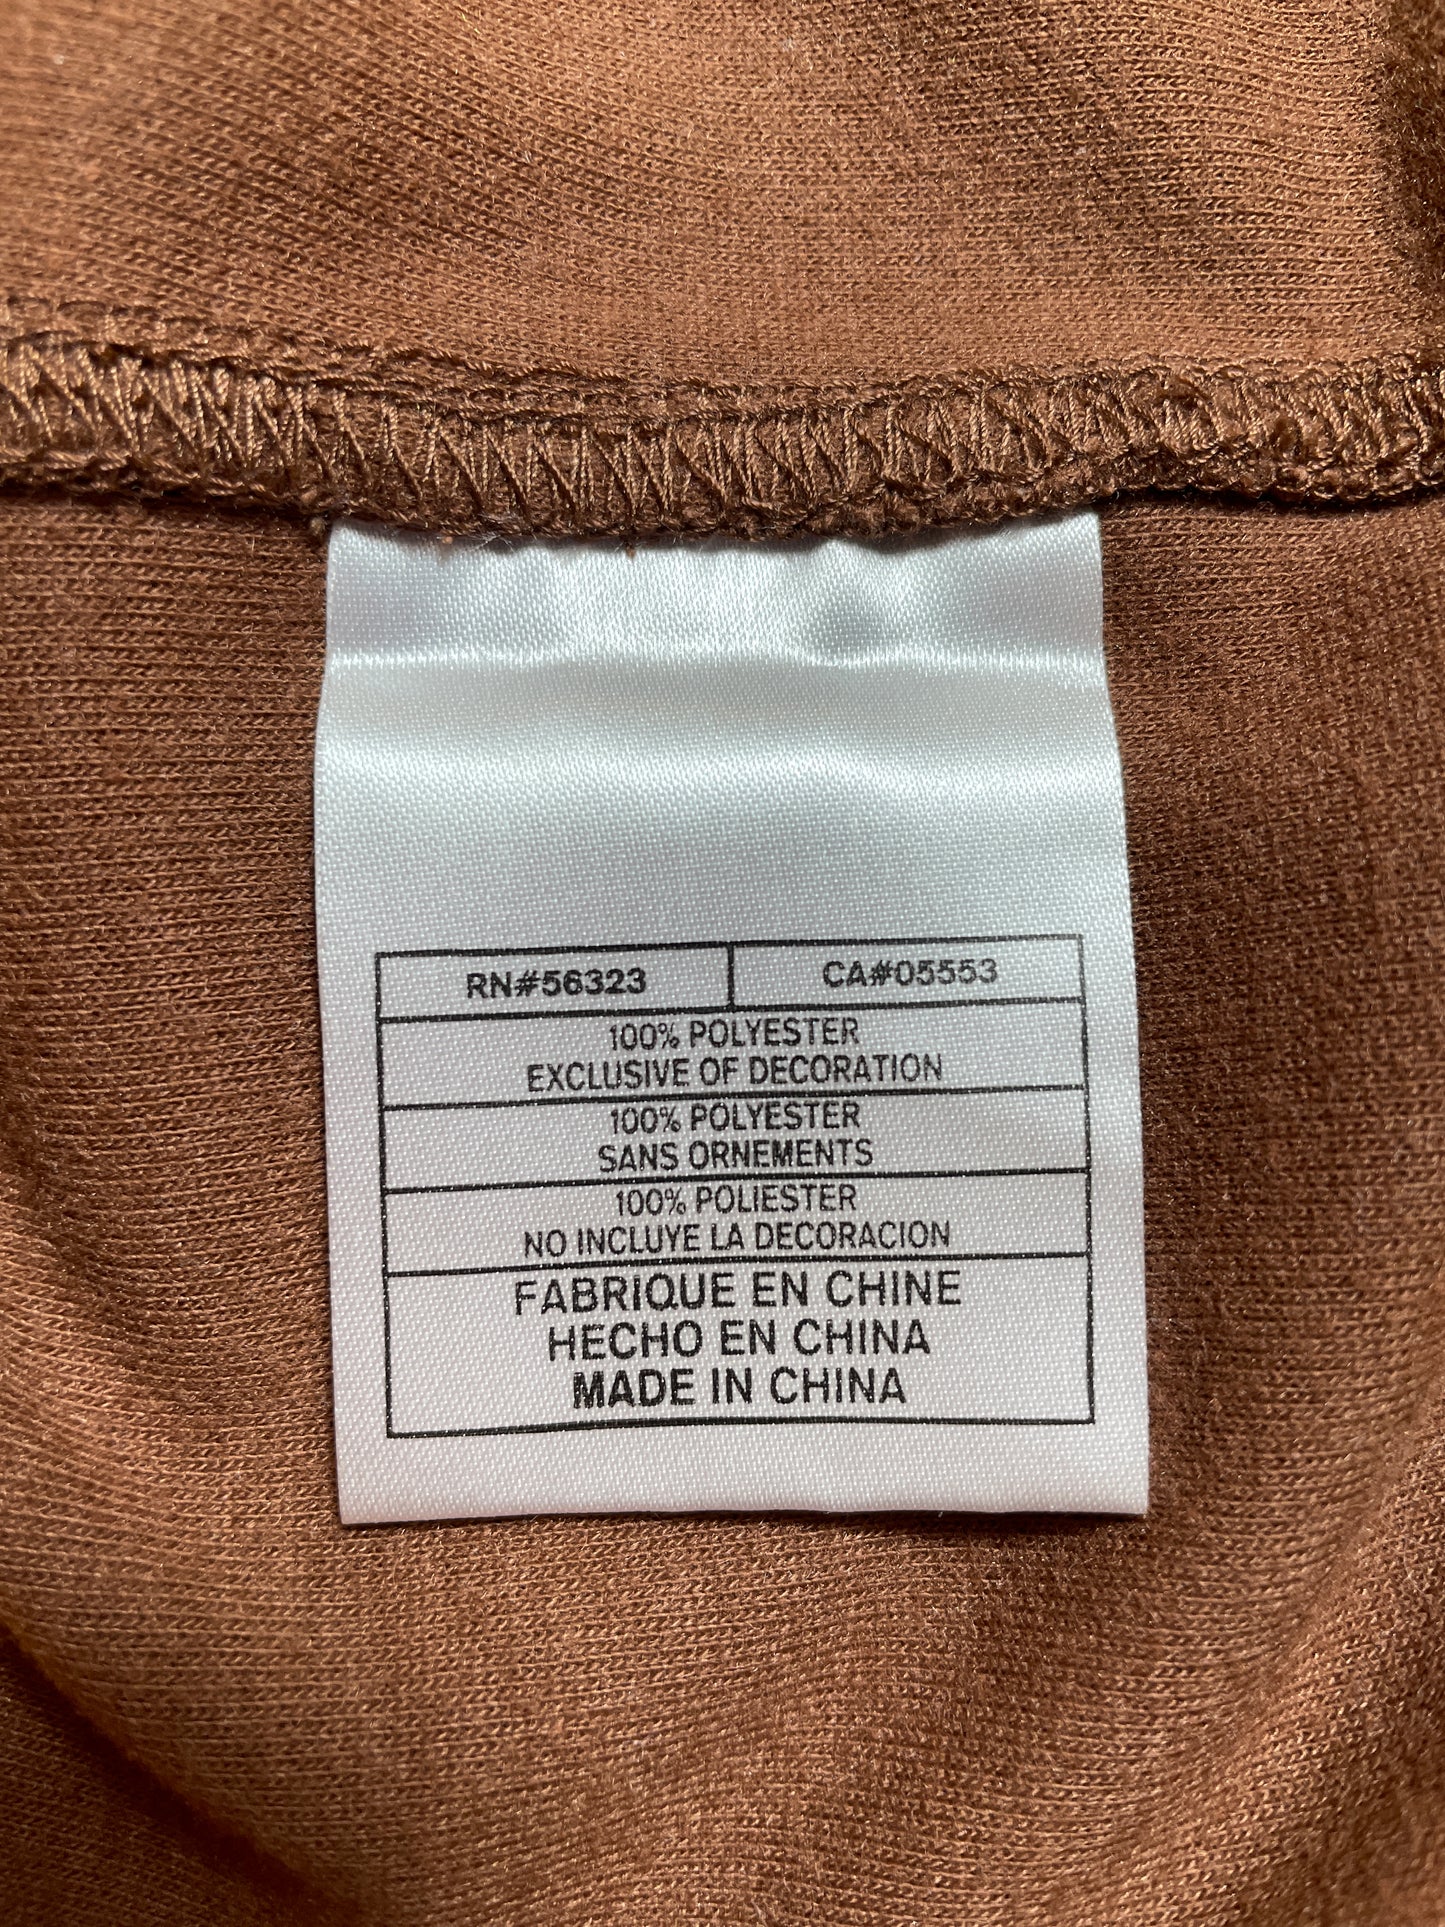 RN#56323 CA#05553
100% POLYESTER
EXCLUSIVE OF DECORATION
100% POLYESTER
SANS ORNEMENTS
100% POLIESTER
NO INCLUYE LA DECORACION
FABRIQUE EN CHINE
HECHO EN CHINA
MADE IN CHINA